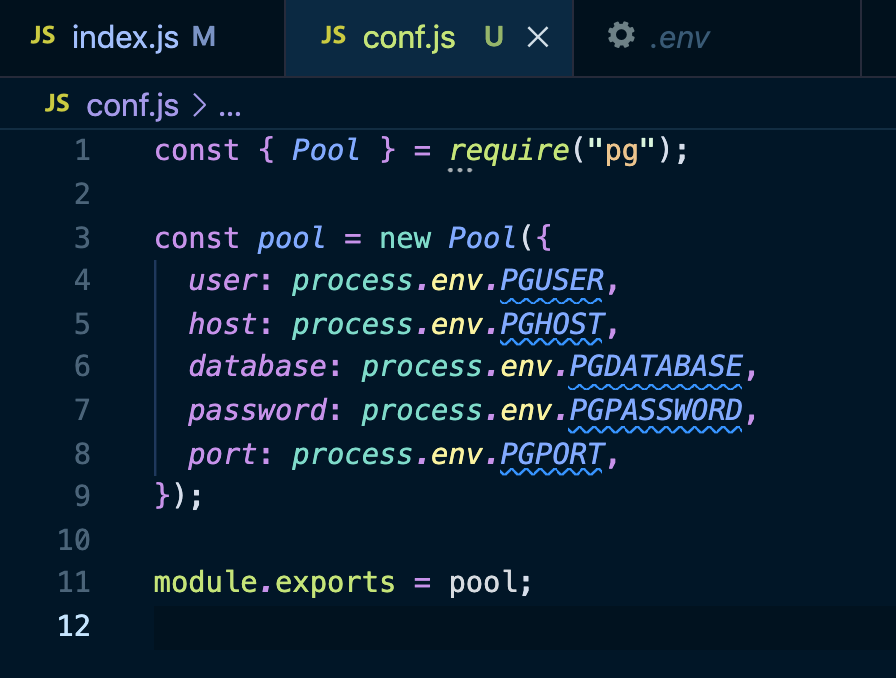 JS index.js M JS conf.js U .env
JS conf.js > ...
1 const { Pool } = require("pg");
2
3 const pool = new Pool({
4 user: process.env.PGUSER,
5 host: process.env.PGHOST,
6 database: process.env.PGDATABASE,
7 password: process.env.PGPASSWORD,
8 port: process.env.PGPORT,
9 });
10
11 module.exports = pool;
12